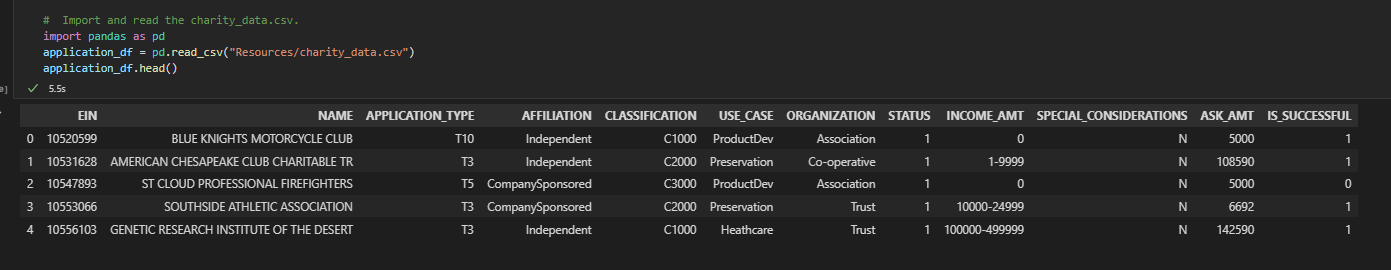 #  Import and read the charity_data.csv.
import pandas as pd
application_df = pd.read_csv("Resources/charity_data.csv")
application_df.head()
5.5s
EIN NAME APPLICATION_TYPE AFFILIATION CLASSIFICATION USE_CASE ORGANIZATION STATUS INCOME_AMT SPECIAL_CONSIDERATIONS ASK_AMT IS_SUCCESSFUL
0 10520599 BLUE KNIGHTS MOTORCYCLE CLUB T10 Independent C1000 ProductDev Association 1 0 N 5000 1
1 10531628 AMERICAN CHESAPEAKE CLUB CHARITABLE TR T3 Independent C2000 Preservation Co-operative 1 1-9999 N 108590 1
2 10547893 ST CLOUD PROFESSIONAL FIREFIGHTERS T5 CompanySponsored C3000 ProductDev Association 1 0 N 5000 0
3 10553066 SOUTHSIDE ATHLETIC ASSOCIATION T3 CompanySponsored C2000 Preservation Trust 1 10000-24999 N 6692 1
4 10556103 GENETIC RESEARCH INSTITUTE OF THE DESERT T3 Independent C1000 Heathcare Trust 1 100000-499999 N 142590 1